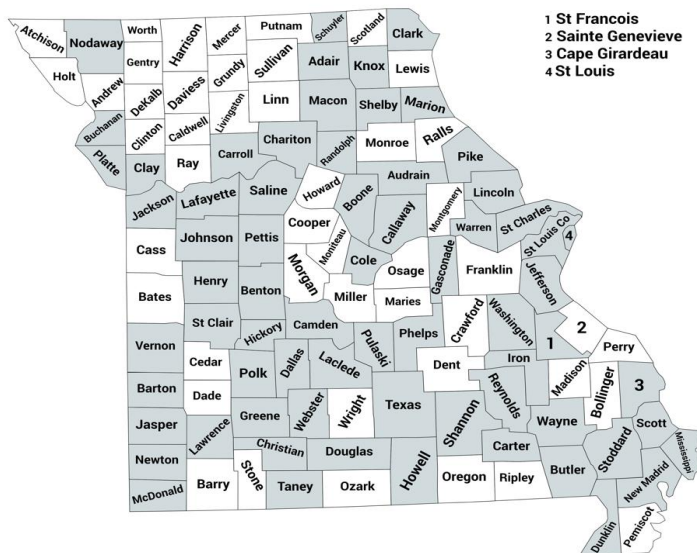 1 St Francois
2 Sainte Genevieve
3 Cape Girardeau
4 St Louis
Atchison
Nodaway
Worth
Harrison
Mercer
Putnam
Schuyler
Scotland
Clark
Gentry
Holt
Andrew
DeKalb
Daviess
Grundy
Sullivan
Adair
Knox
Lewis
Buchanan
Clinton
Caldwell
Livingston
Linn
Macon
Shelby
Marion
Platte
Clay
Ray
Carroll
Chariton
Randolph
Monroe
Ralls
Pike
Jackson
Lafayette
Saline
Howard
Boone
Audrain
Callaway
Montgomery
Lincoln
Warren
St Charles
St Louis Co
4
Cass
Johnson
Pettis
Cooper
Moniteau
Cole
Osage
Gasconade
Franklin
Jefferson
Bates
Henry
Benton
Morgan
Miller
Maries
Crawford
Washington
1
2
Perry
Vernon
St Clair
Hickory
Camden
Pulaski
Phelps
Dent
Iron
Madison
Bollinger
3
Cedar
Polk
Dallas
Laclede
Texas
Reynolds
Barton
Dade
Greene
Webster
Wright
Shannon
Wayne
Scott
Jasper
Lawrence
Christian
Douglas
Howell
Carter
Butler
Stoddard
Mississippi
Newton
McDonald
Barry
Stone
Taney
Ozark
Oregon
Ripley
New Madrid
Dunklin
Pemiscot